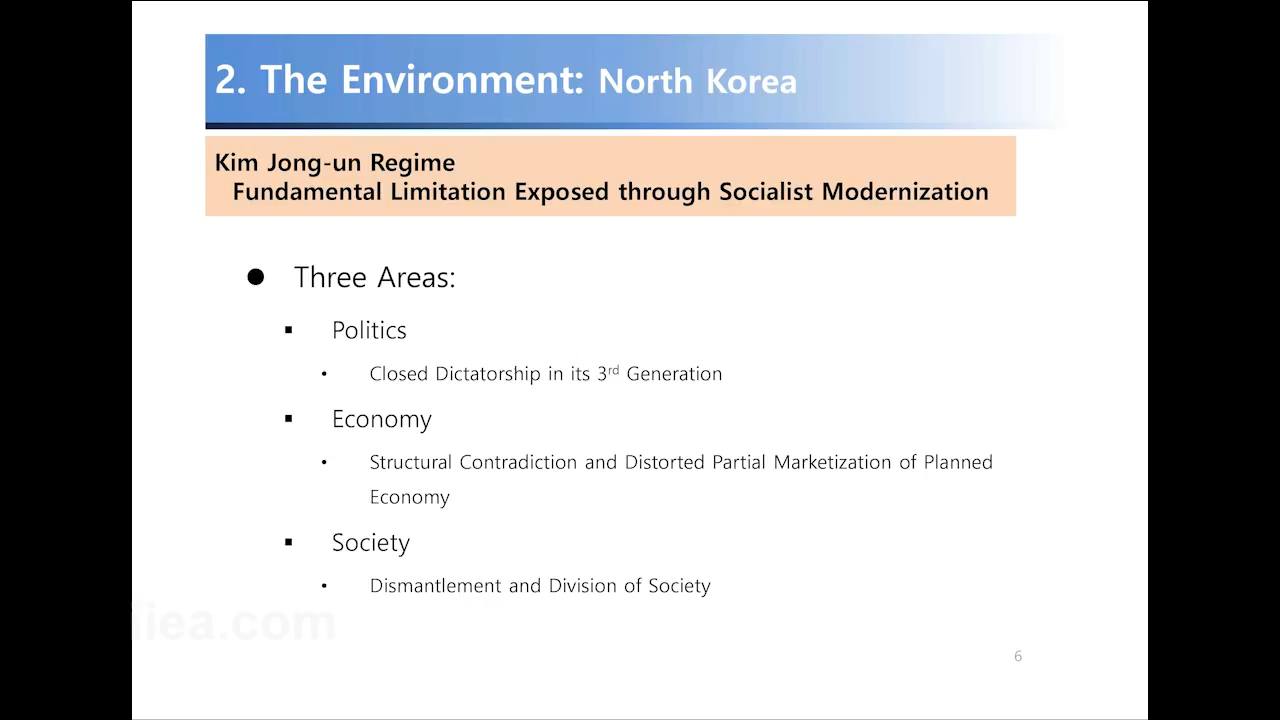 2. The Environment: North Korea
Kim Jong-un Regime
Fundamental Limitation Exposed through Socialist Modernization
● Three Areas:
▪ Politics
• Closed Dictatorship in its 3rd Generation
▪ Economy
• Structural Contradiction and Distorted Partial Marketization of Planned
Economy
▪ Society
• Dismantlement and Division of Society
iiea.com
6